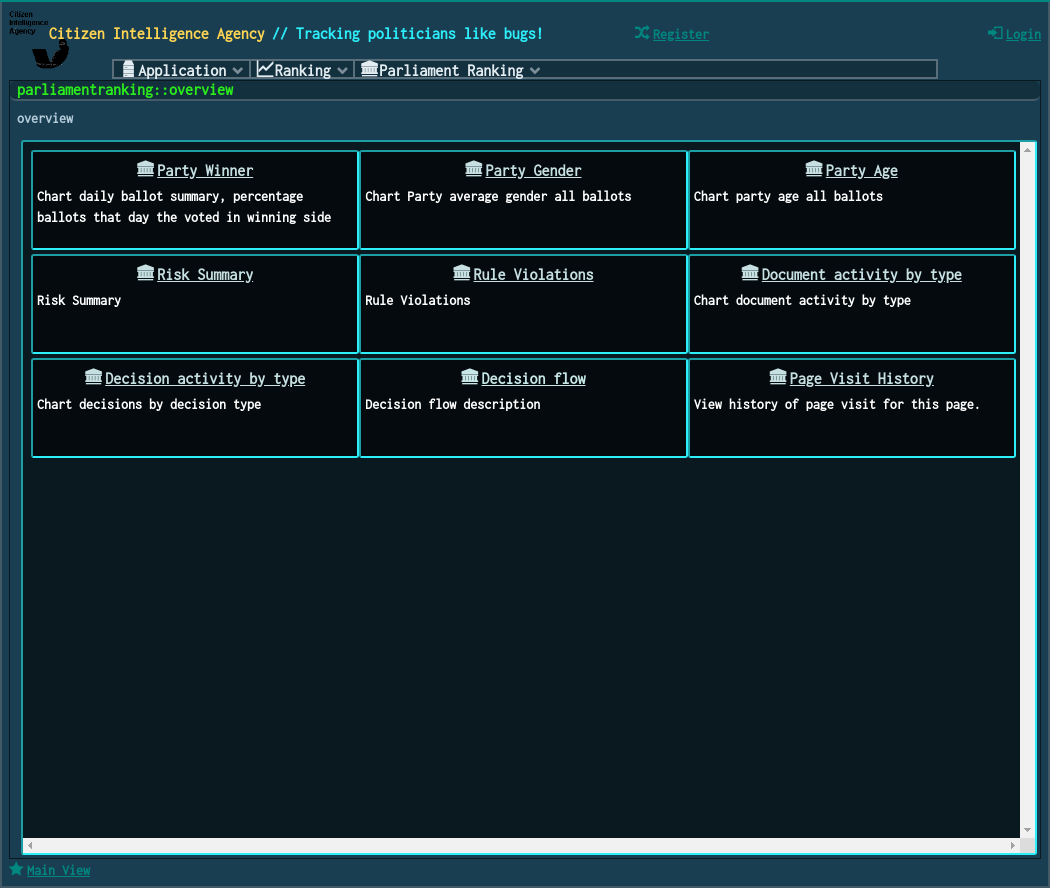 Citizen
Intelligence
Agency
Citizen Intelligence Agency // Tracking politicians like bugs!
Register
Login
Application
Ranking
Parliament Ranking
parliamentranking::overview
overview
Party Winner
Chart daily ballot summary, percentage
ballots that day the voted in winning side
Party Gender
Chart Party average gender all ballots
Party Age
Chart party age all ballots
Risk Summary
Risk Summary
Rule Violations
Rule Violations
Document activity by type
Chart document activity by type
Decision activity by type
Chart decisions by decision type
Decision flow
Decision flow description
Page Visit History
View history of page visit for this page.
Main View